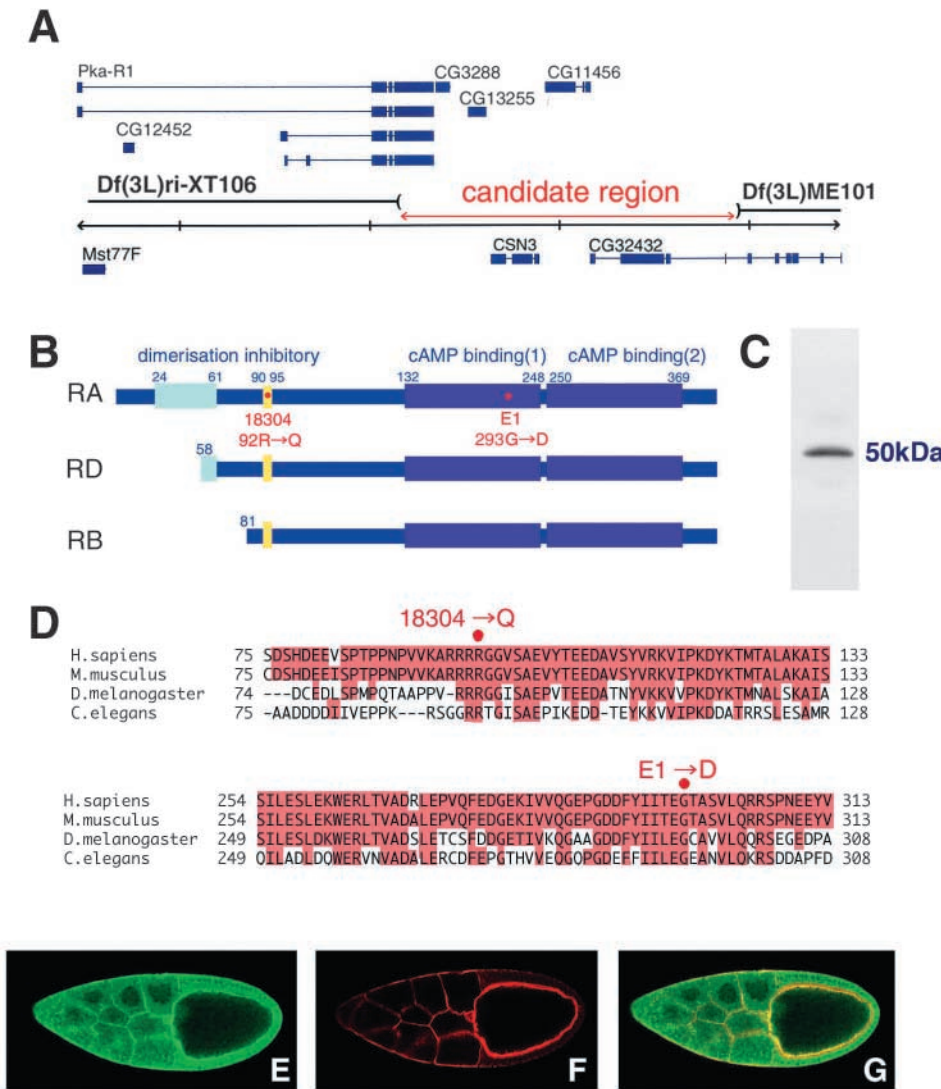 A
Pka-R1
CG3288
CG11456
CG13255
CG12452
Df(3L)ri-XT106
candidate region
Df(3L)ME101
Mst77F
CSN3
CG32432
B
dimerisation inhibitory
cAMP binding(1)
cAMP binding(2)
24 61 90 95 132 248 250 369
RA
18304
E1
92R→Q
293G→D
58
RD
81
RB
C
50kDa
D
18304 →Q
H.sapiens 75 SDSHDEEVSPTPPNPVVKARRRRGGVSAEVYTEEDAVSYVRKVIPKDYKTMTALAKAIS 133
M.musculus 75 CDSHDEEISPTPPNPVVKARRRRGGVSAEVYTEEDAVSYVRKVIPKDYKTMTALAKAIS 133
D.melanogaster 74 ---DCEDLSPMPQTAAPPV-RRRRGGISAEPVTEEDATNYVKKVVPKDYKTMNALSKAIA 128
C.elegans 75 -AADDDDIIVEPPK---RSGGRRTGISAEPIKEDD-TEYKKVVIPKDDATRRSLESAMR 128
E1 →D
H.sapiens 254 SILESLEKWERLTVADRLEPVQFEDGEKIVVQGEPGDDFYIITEGTASVLQRRSPNEEYV 313
M.musculus 254 SILESLEKWERLTVADALEPVQFEDGEKIVVQGEPGDDFYIITEGTASVLQRRSPNEEYV 313
D.melanogaster 249 SILESLDKWERLTVADSLETCSFDDGETIVKQGAAGDDFYIILEGCAVVLQQRSEGEDPA 308
C.elegans 249 QILADLDQWERVNVADALERCDFEPGTHVVEQGQPGDEFFIILEGEANVLQKRSDDAPFD 308
E
F
G